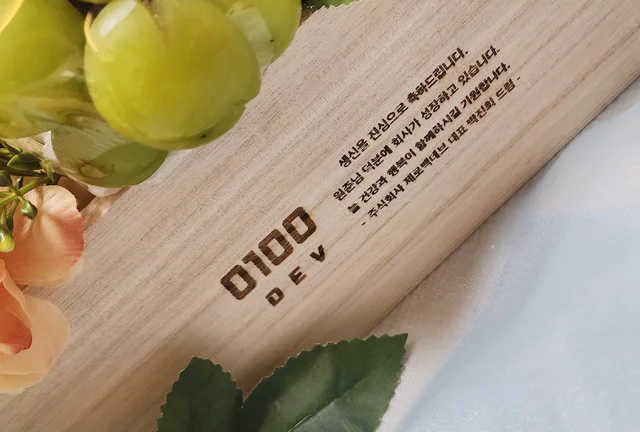 생신을 진심으로 축하드립니다.
원준님 덕분에 회사가 성장하고 있습니다.
늘 건강과 행복이 함께하시길 기원합니다.
- 주식회사 제로백데브 대표 박진희 드림 -
0100
DEV